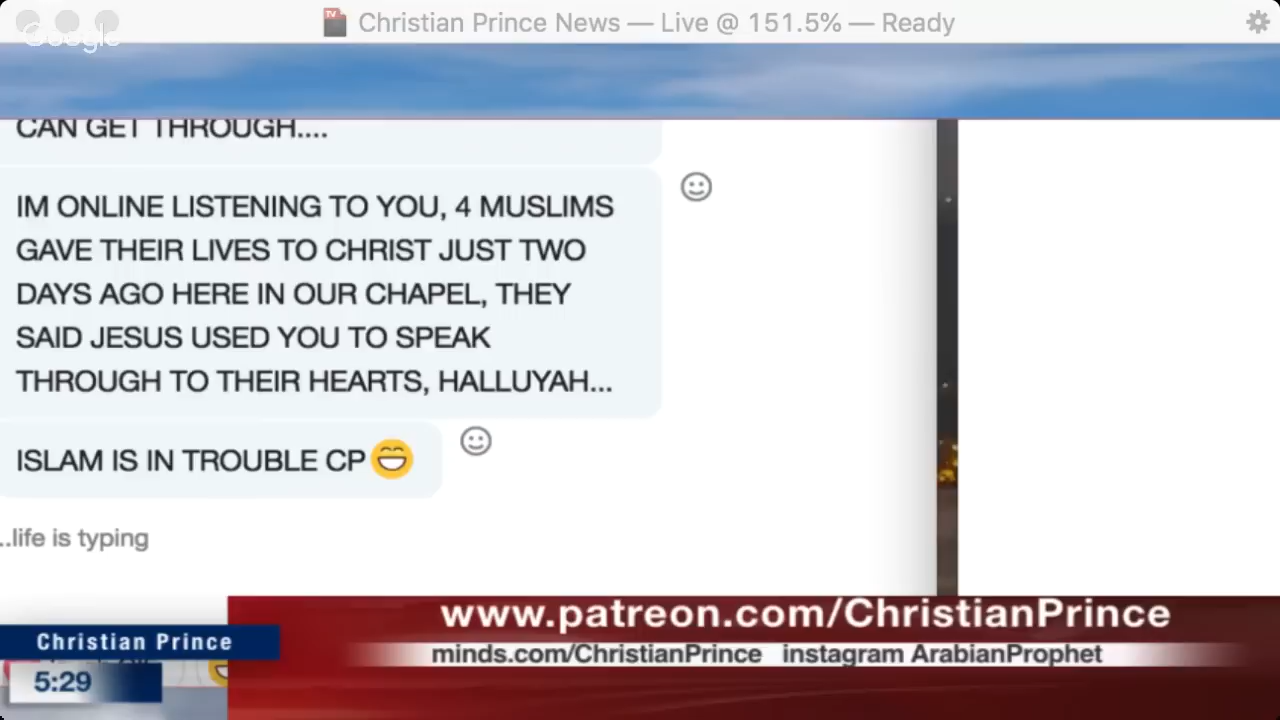 Christian Prince News — Live @ 151.5% — Ready
Google
CAN GET THROUGH....
IM ONLINE LISTENING TO YOU, 4 MUSLIMS
GAVE THEIR LIVES TO CHRIST JUST TWO
DAYS AGO HERE IN OUR CHAPEL, THEY
SAID JESUS USED YOU TO SPEAK
THROUGH TO THEIR HEARTS, HALLUYAH...
ISLAM IS IN TROUBLE CP😄
..life is typing
www.patreon.com/ChristianPrince
Christian Prince
minds.com/ChristianPrince instagram ArabianProphet
5:29